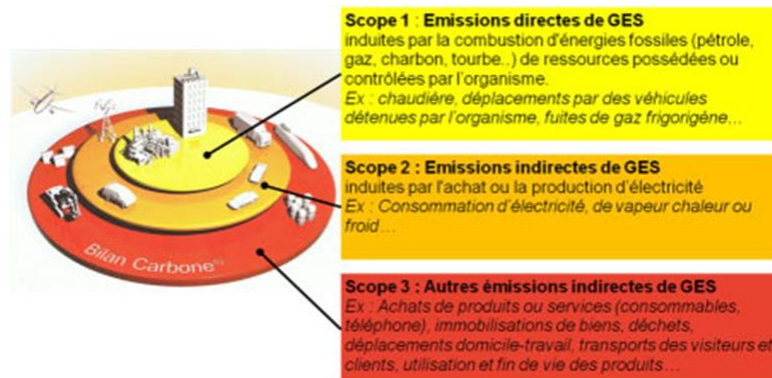 Scope 1 : Emissions directes de GES
induites par la combustion d'énergies fossiles (pétrole,
gaz, charbon, tourbe..) de ressources possédées ou
contrôlées par l'organisme.
Ex : chaudière, déplacements par des véhicules
détenues par l'organisme, fuites de gaz frigorigène…
Scope 2 : Emissions indirectes de GES
induites par l'achat ou la production d'électricité
Ex : Consommation d'électricité, de vapeur chaleur ou
froid…
Bilan Carbone
Scope 3 : Autres émissions indirectes de GES
Ex : Achats de produits ou services (consommables,
téléphone), immobilisations de biens, déchets,
déplacements domicile-travail, transports des visiteurs et
clients, utilisation et fin de vie des produits…